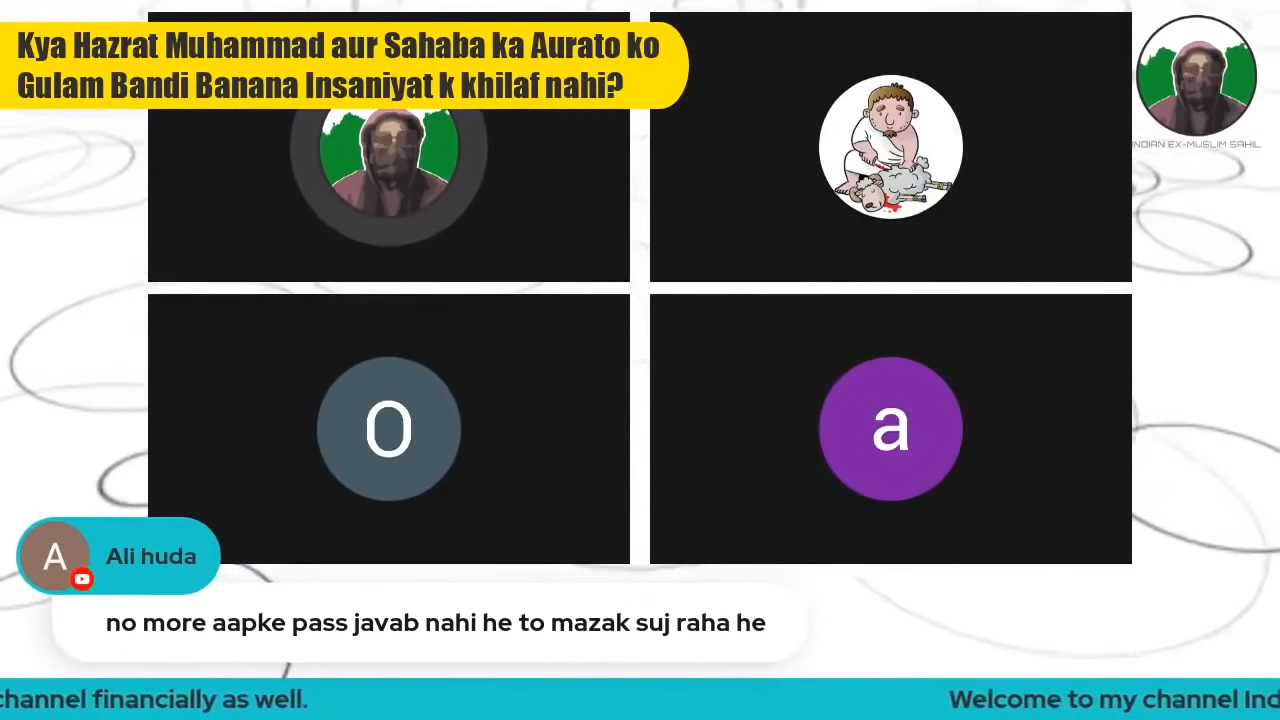 Kya Hazrat Muhammad aur Sahaba ka Aurato ko
Gulam Bandi Banana Insaniyat k khilaf nahi?
INDIAN EX-MUSLIM SAHIL
O
a
A
Ali huda
no more aapke pass javab nahi he to mazak suj raha he
channel financially as well.
Welcome to my channel Ind